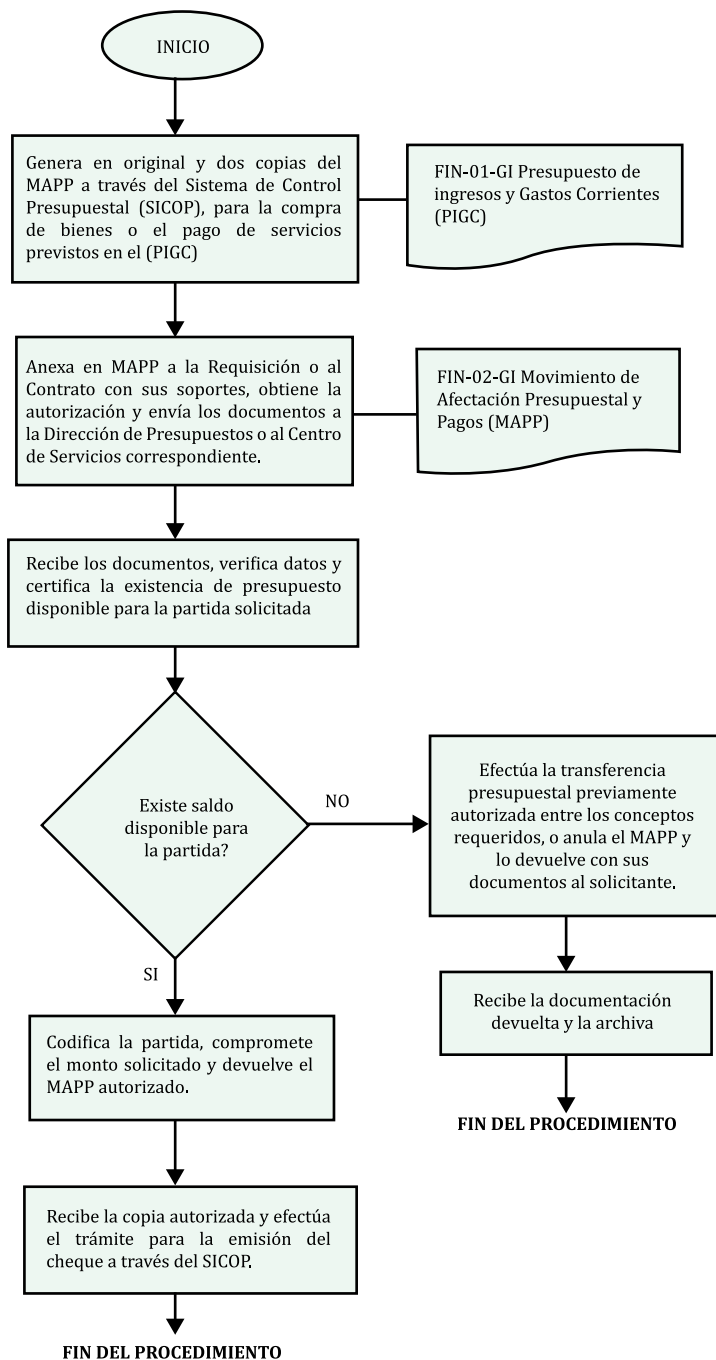 INICIO
Genera en original y dos copias del
MAPP a través del Sistema de Control
Presupuestal (SICOP), para la compra
de bienes o el pago de servicios
previstos en el (PIGC)
FIN-01-GI Presupuesto de
ingresos y Gastos Corrientes
(PIGC)
Anexa en MAPP a la Requisición o al
Contrato con sus soportes, obtiene la
autorización y envía los documentos a
la Dirección de Presupuestos o al Centro
de Servicios correspondiente.
FIN-02-GI Movimiento de
Afectación Presupuestal y
Pagos (MAPP)
Recibe los documentos, verifica datos y
certifica la existencia de presupuesto
disponible para la partida solicitada
Existe saldo
disponible para
la partida?
NO
Efectúa la transferencia
presupuestal previamente
autorizada entre los conceptos
requeridos, o anula el MAPP y
lo devuelve con sus
documentos al solicitante.
SI
Recibe la documentación
devuelta y la archiva
FIN DEL PROCEDIMIENTO
Codifica la partida, compromete
el monto solicitado y devuelve el
MAPP autorizado.
Recibe la copia autorizada y efectúa
el trámite para la emisión del
cheque a través del SICOP.
FIN DEL PROCEDIMIENTO